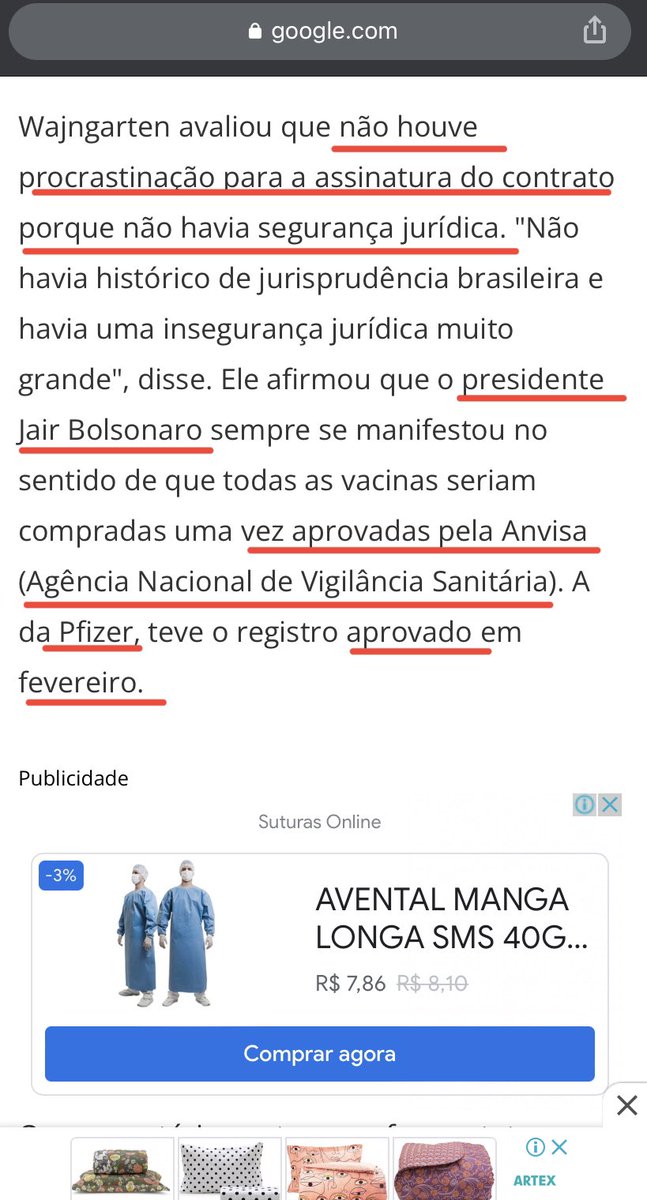 google.com
Wajngarten avaliou que não houve
procrastinação para a assinatura do contrato
porque não havia segurança jurídica. "Não
havia histórico de jurisprudência brasileira e
havia uma insegurança jurídica muito
grande", disse. Ele afirmou que o presidente
Jair Bolsonaro sempre se manifestou no
sentido de que todas as vacinas seriam
compradas uma vez aprovadas pela Anvisa
(Agência Nacional de Vigilância Sanitária). A
da Pfizer, teve o registro aprovado em
fevereiro.
Publicidade
Suturas Online
-3%
AVENTAL MANGA
LONGA SMS 40G...
R$ 7,86 R$ 8,10
Comprar agora
ARTEX